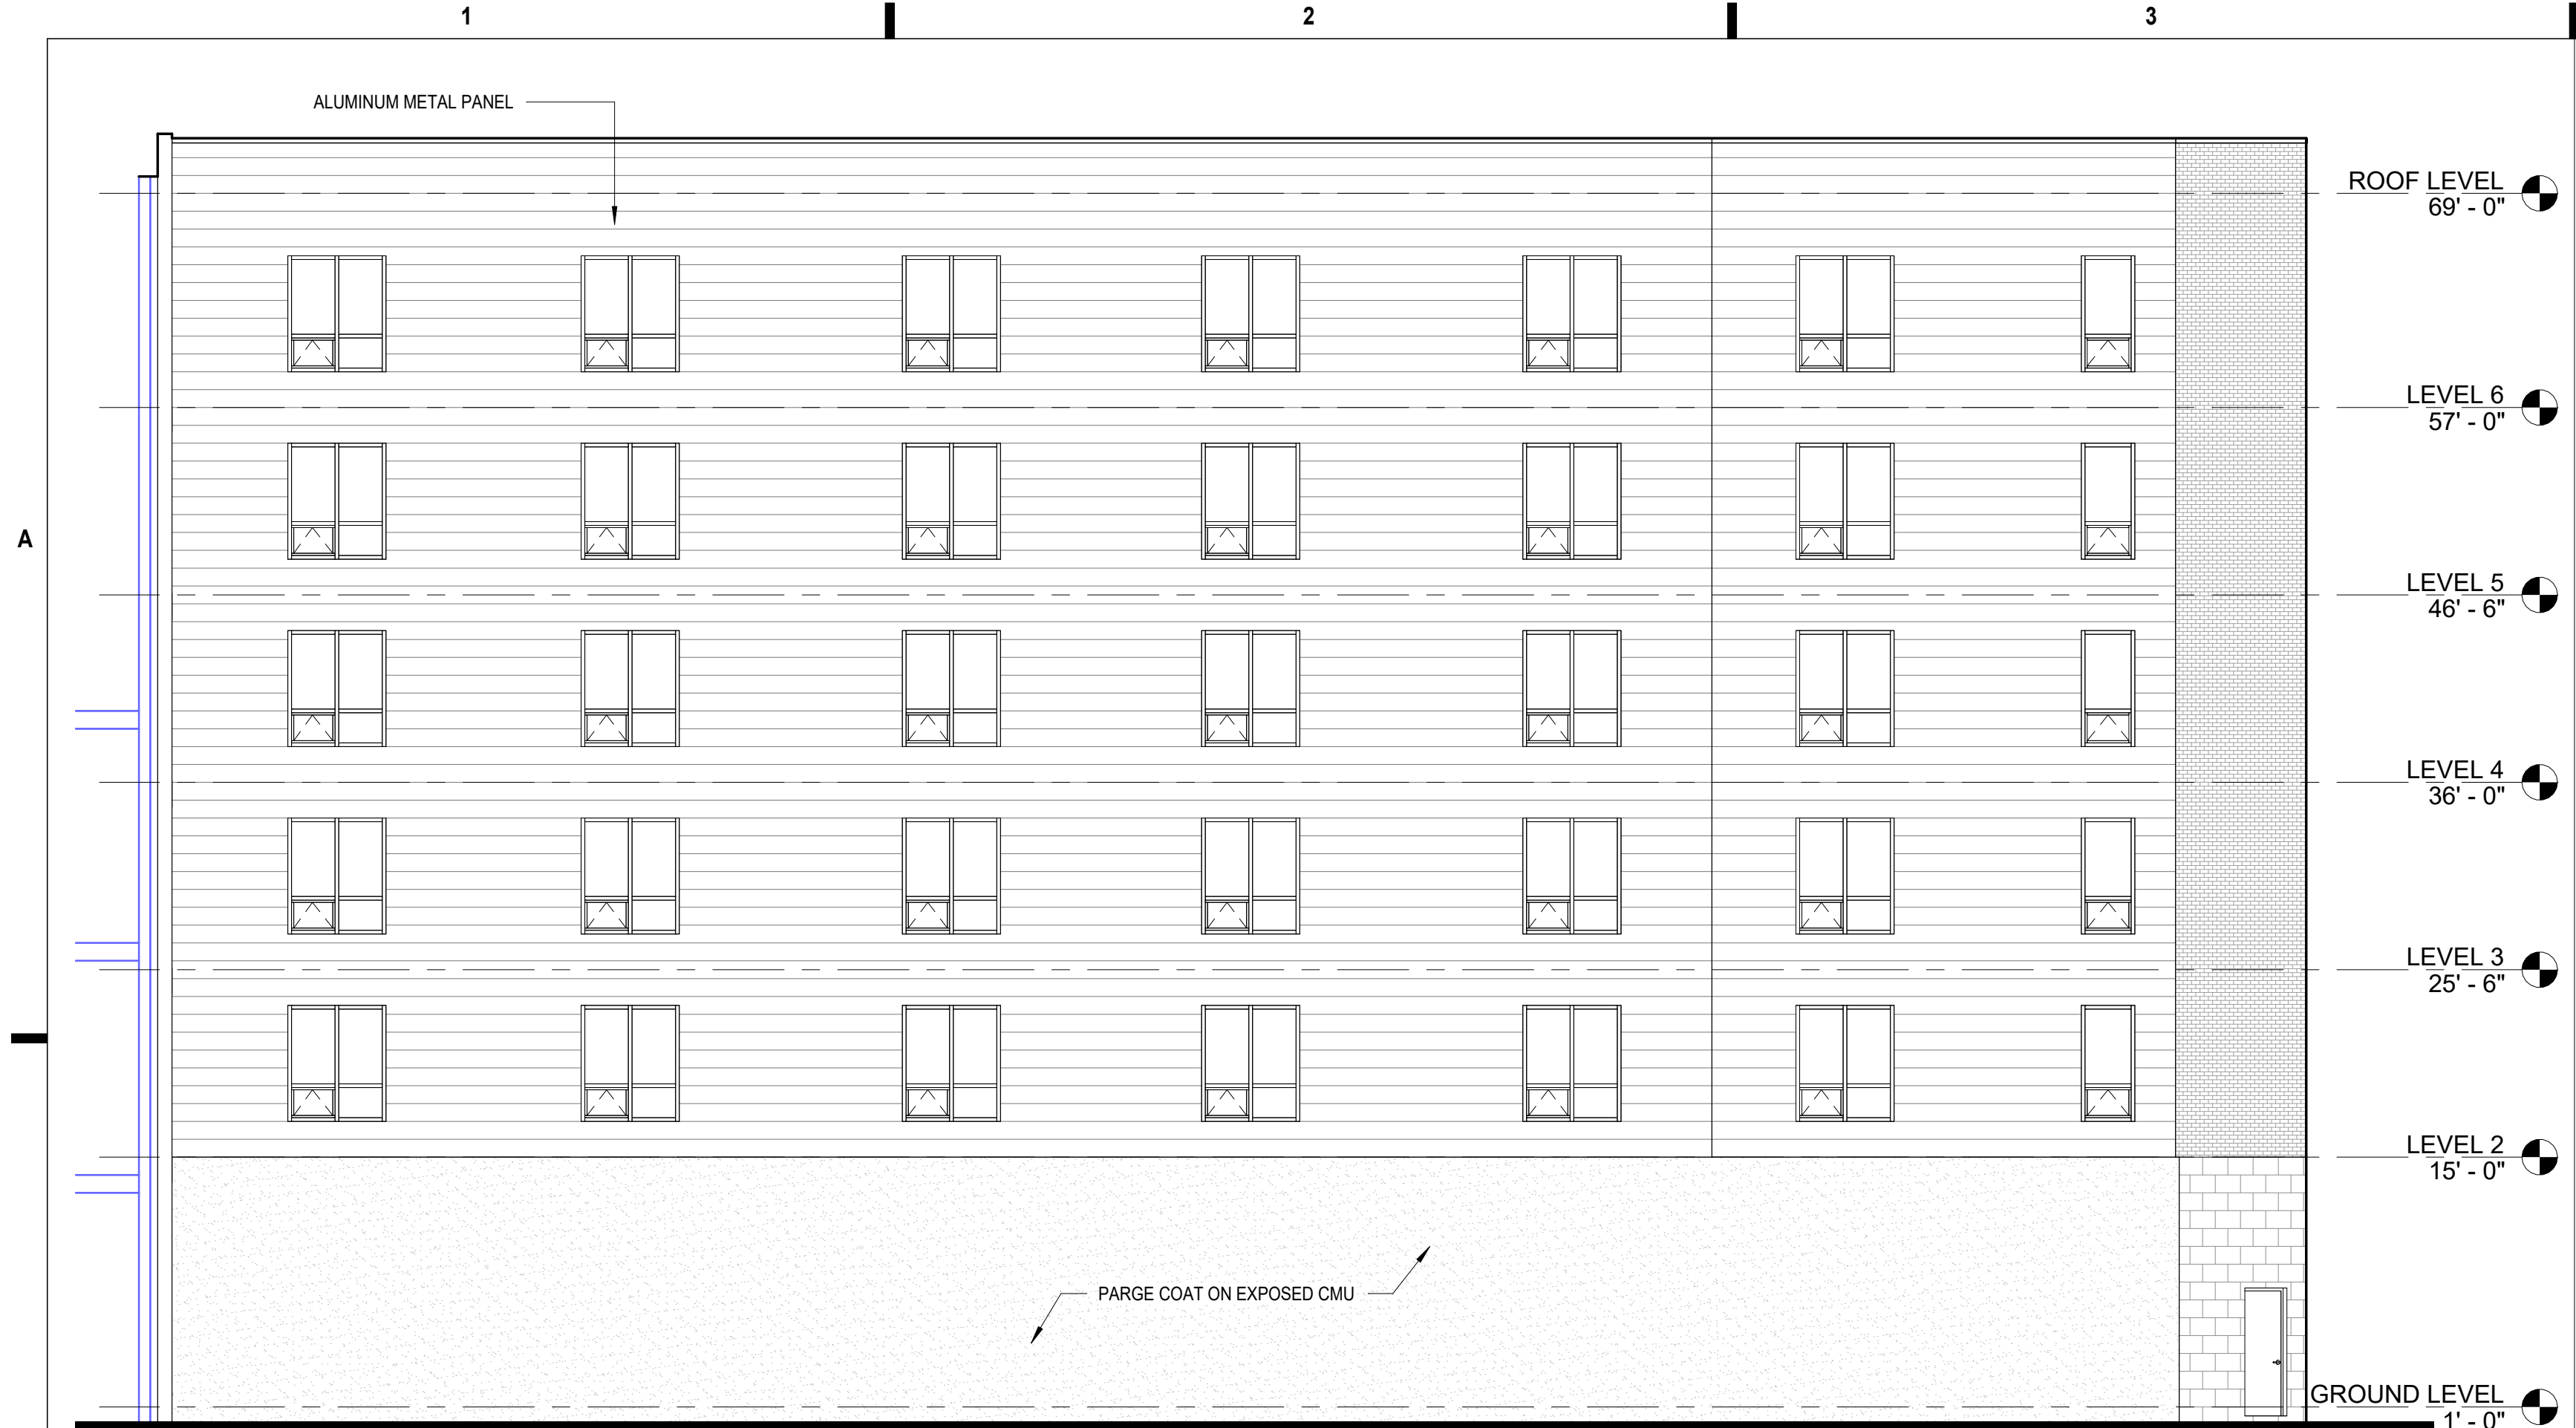 1
2
3
ALUMINUM METAL PANEL
ROOF LEVEL
69' - 0"
LEVEL 6
57' - 0"
A
LEVEL 5
46' - 6"
LEVEL 4
36' - 0"
LEVEL 3
25' - 6"
LEVEL 2
15' - 0"
PARGE COAT ON EXPOSED CMU
GROUND LEVEL
1' - 0"